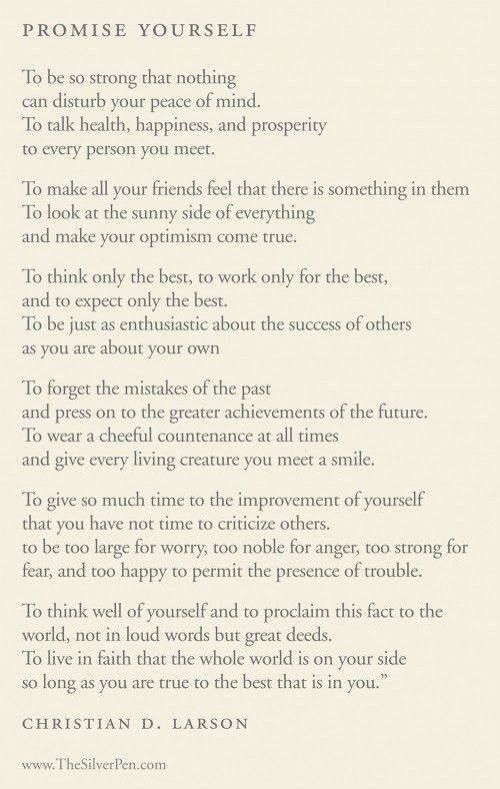 PROMISE YOURSELF
To be so strong that nothing
can disturb your peace of mind.
To talk health, happiness, and prosperity
to every person you meet.
To make all your friends feel that there is something in them
To look at the sunny side of everything
and make your optimism come true.
To think only the best, to work only for the best,
and to expect only the best.
To be just as enthusiastic about the success of others
as you are about your own
To forget the mistakes of the past
and press on to the greater achievements of the future.
To wear a cheeful countenance at all times
and give every living creature you meet a smile.
To give so much time to the improvement of yourself
that you have not time to criticize others.
to be too large for worry, too noble for anger, too strong for
fear, and too happy to permit the presence of trouble.
To think well of yourself and to proclaim this fact to the
world, not in loud words but great deeds.
To live in faith that the whole world is on your side
so long as you are true to the best that is in you.”
CHRISTIAN D. LARSON
www.TheSilverPen.com